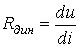 R_дин = du/di